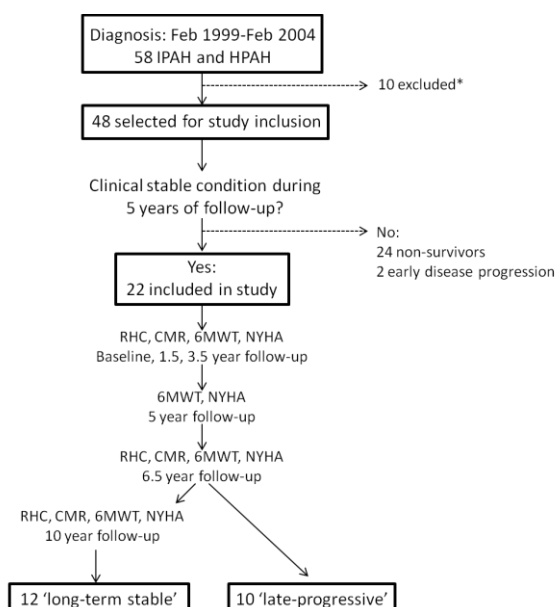 Diagnosis: Feb 1999-Feb 2004
58 IPAH and HPAH
10 excluded*
48 selected for study inclusion
Clinical stable condition during
5 years of follow-up?
No:
24 non-survivors
2 early disease progression
Yes:
22 included in study
RHC, CMR, 6MWT, NYHA
Baseline, 1.5, 3.5 year follow-up
6MWT, NYHA
5 year follow-up
RHC, CMR, 6MWT, NYHA
6.5 year follow-up
RHC, CMR, 6MWT, NYHA
10 year follow-up
12 'long-term stable'
10 'late-progressive'